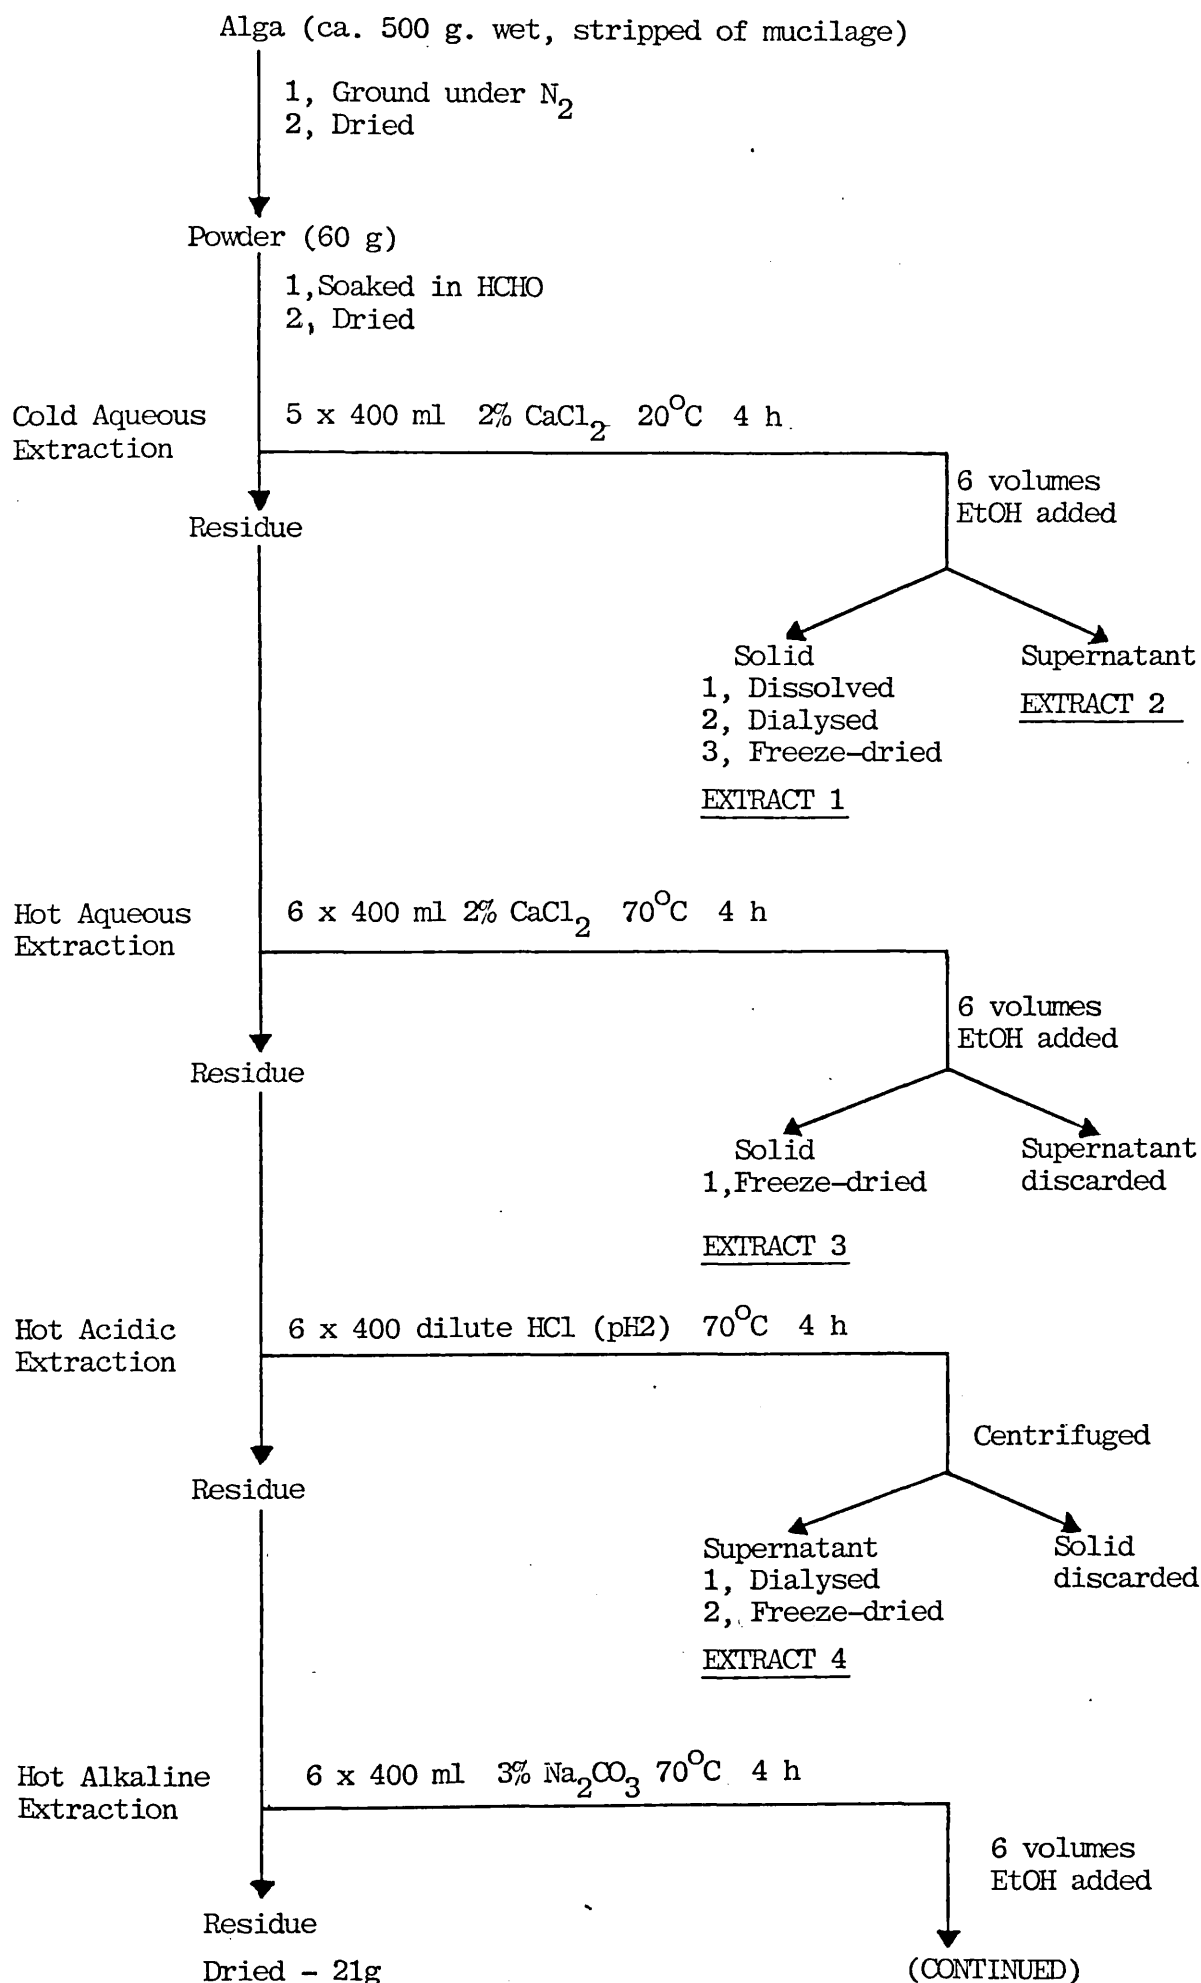 Alga (ca. 500 g. wet, stripped of mucilage)
1, Ground under N₂
2, Dried
Powder (60 g)
1,Soaked in HCHO
2, Dried
Cold Aqueous
Extraction
5 x 400 ml 2% CaCl₂ 20°C 4 h
6 volumes
EtOH added
Residue
Solid
1, Dissolved
2, Dialysed
3, Freeze-dried
EXTRACT 1
Supernatant
EXTRACT 2
Hot Aqueous
Extraction
6 x 400 ml 2% CaCl₂ 70°C 4 h
6 volumes
EtOH added
Residue
Solid
1,Freeze-dried
EXTRACT 3
Supernatant
discarded
Hot Acidic
Extraction
6 x 400 dilute HCl (pH2) 70°C 4 h
Centrifuged
Residue
Supernatant
1, Dialysed
2, Freeze-dried
EXTRACT 4
Solid
discarded
Hot Alkaline
Extraction
6 x 400 ml 3% Na₂CO₃ 70°C 4 h
6 volumes
EtOH added
Residue
Dried - 21g
(CONTINUED)